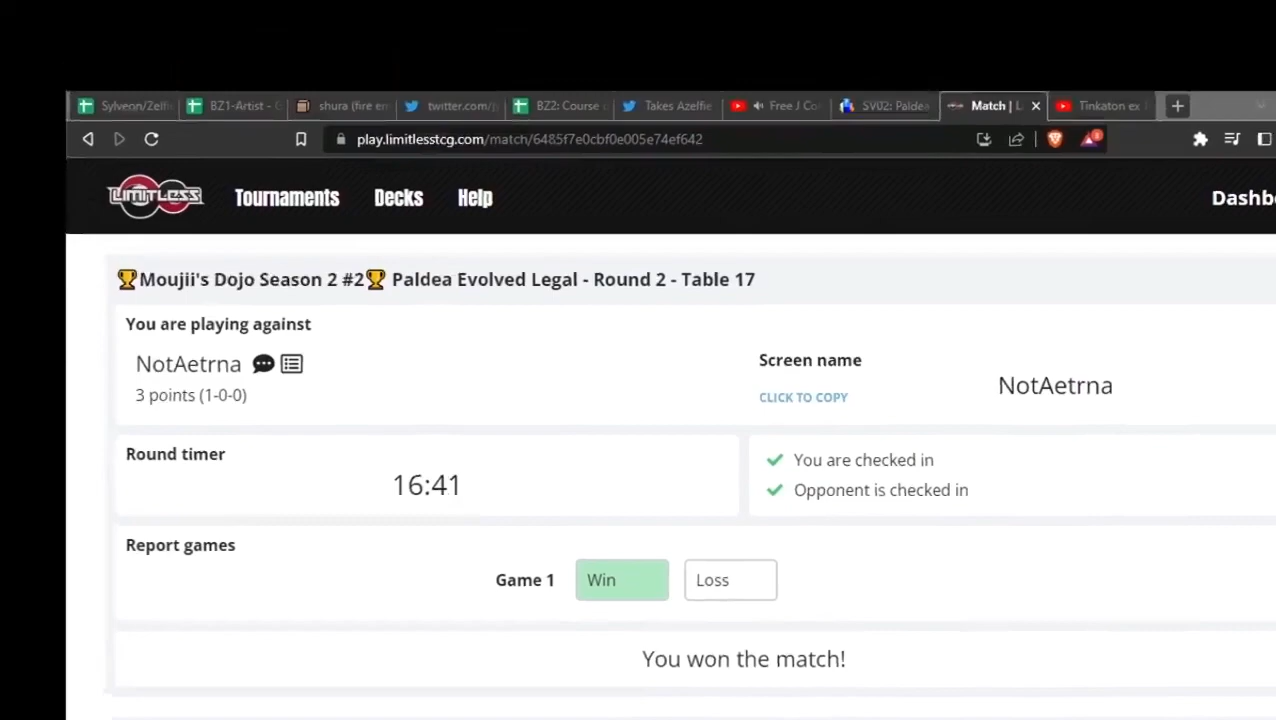 Sylveon/Zelfi BZ1-Artist - G shura (fire en twitter.com/ BZ2: Course Takes Azelfie Free J Co SV02: Paldea Match | L Tinkaton ex
play.limitlesstcg.com/match/6485f7e0cbf0e005e74ef642
LIMITLESS Tournaments Decks Help Dashbo
🏆Moujii's Dojo Season 2 #2🏆 Paldea Evolved Legal - Round 2 - Table 17
You are playing against
NotAetrna
3 points (1-0-0)
Screen name
CLICK TO COPY
NotAetrna
Round timer
16:41
You are checked in
Opponent is checked in
Report games
Game 1 Win Loss
You won the match!